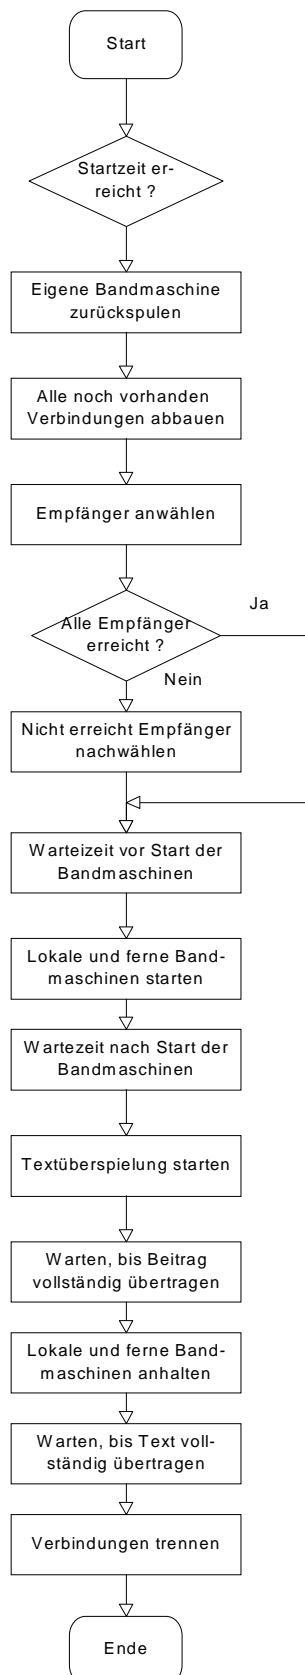 Start
Startzeit er-
reicht ?
Eigene Bandmaschine
zurückspulen
Alle noch vorhanden
Verbindungen abbauen
Empfänger anwählen
Alle Empfänger
erreicht ?
Ja
Nein
Nicht erreicht Empfänger
nachwählen
Warteizeit vor Start der
Bandmaschinen
Lokale und ferne Band-
maschinen starten
Wartezeit nach Start der
Bandmaschinen
Textüberspielung starten
Warten, bis Beitrag
vollständig übertragen
Lokale und ferne Band-
maschinen anhalten
Warten, bis Text voll-
ständig übertragen
Verbindungen trennen
Ende